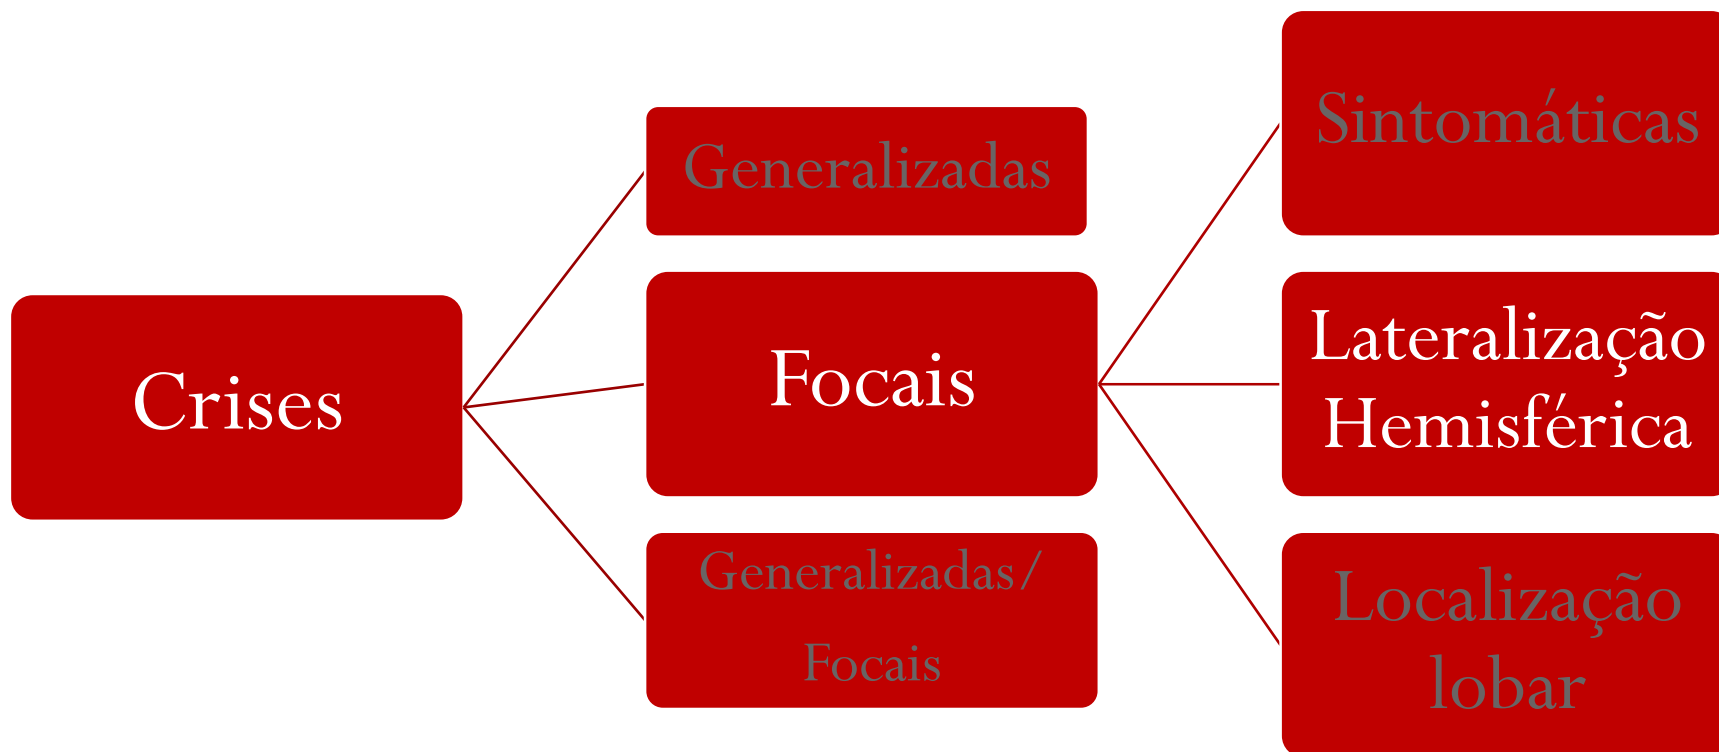 Crises
Generalizadas
Focais
Generalizadas/
Focais
Sintomáticas
Lateralização
Hemisférica
Localização
lobar